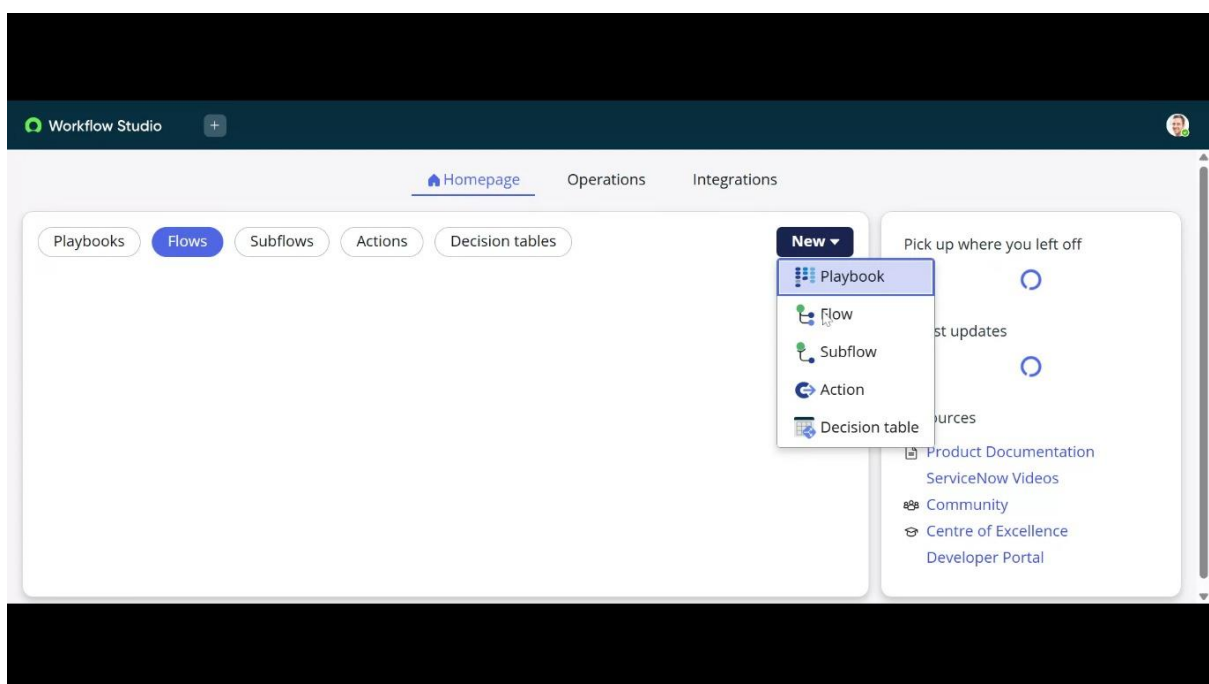 Workflow Studio
+
Homepage
Operations
Integrations
Playbooks
Flows
Subflows
Actions
Decision tables
New
Playbook
Flow
Subflow
Action
Decision table
Pick up where you left off
st updates
urces
Product Documentation
ServiceNow Videos
Community
Centre of Excellence
Developer Portal